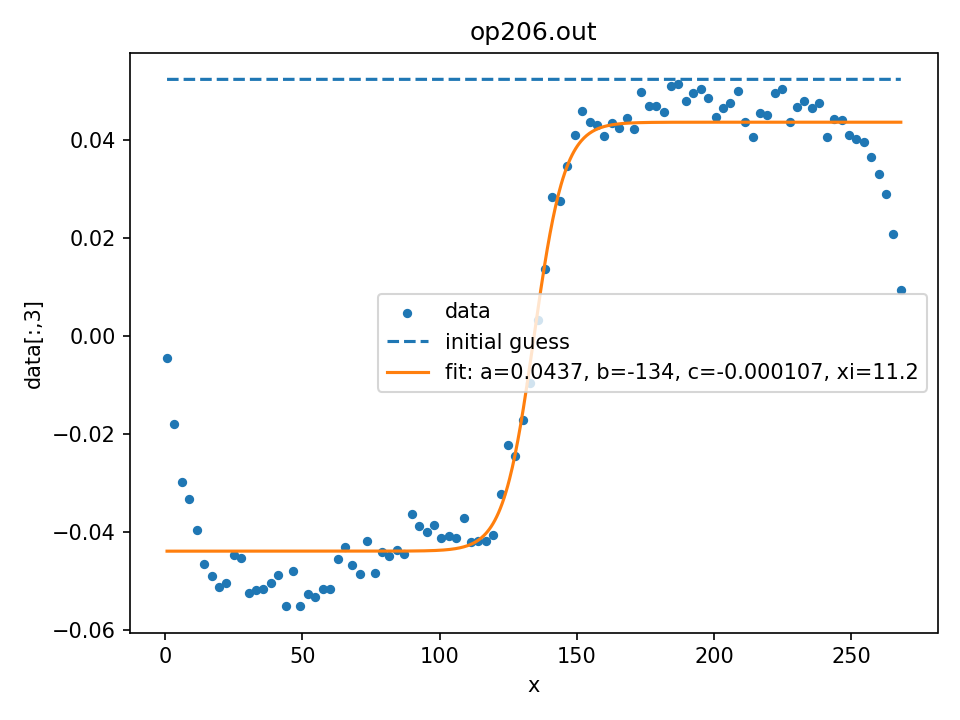 op206.out
data[:,3]
0.04
0.02
0.00
−0.02
−0.04
−0.06
data
initial guess
fit: a=0.0437, b=-134, c=-0.000107, xi=11.2
0 50 100 150 200 250
x